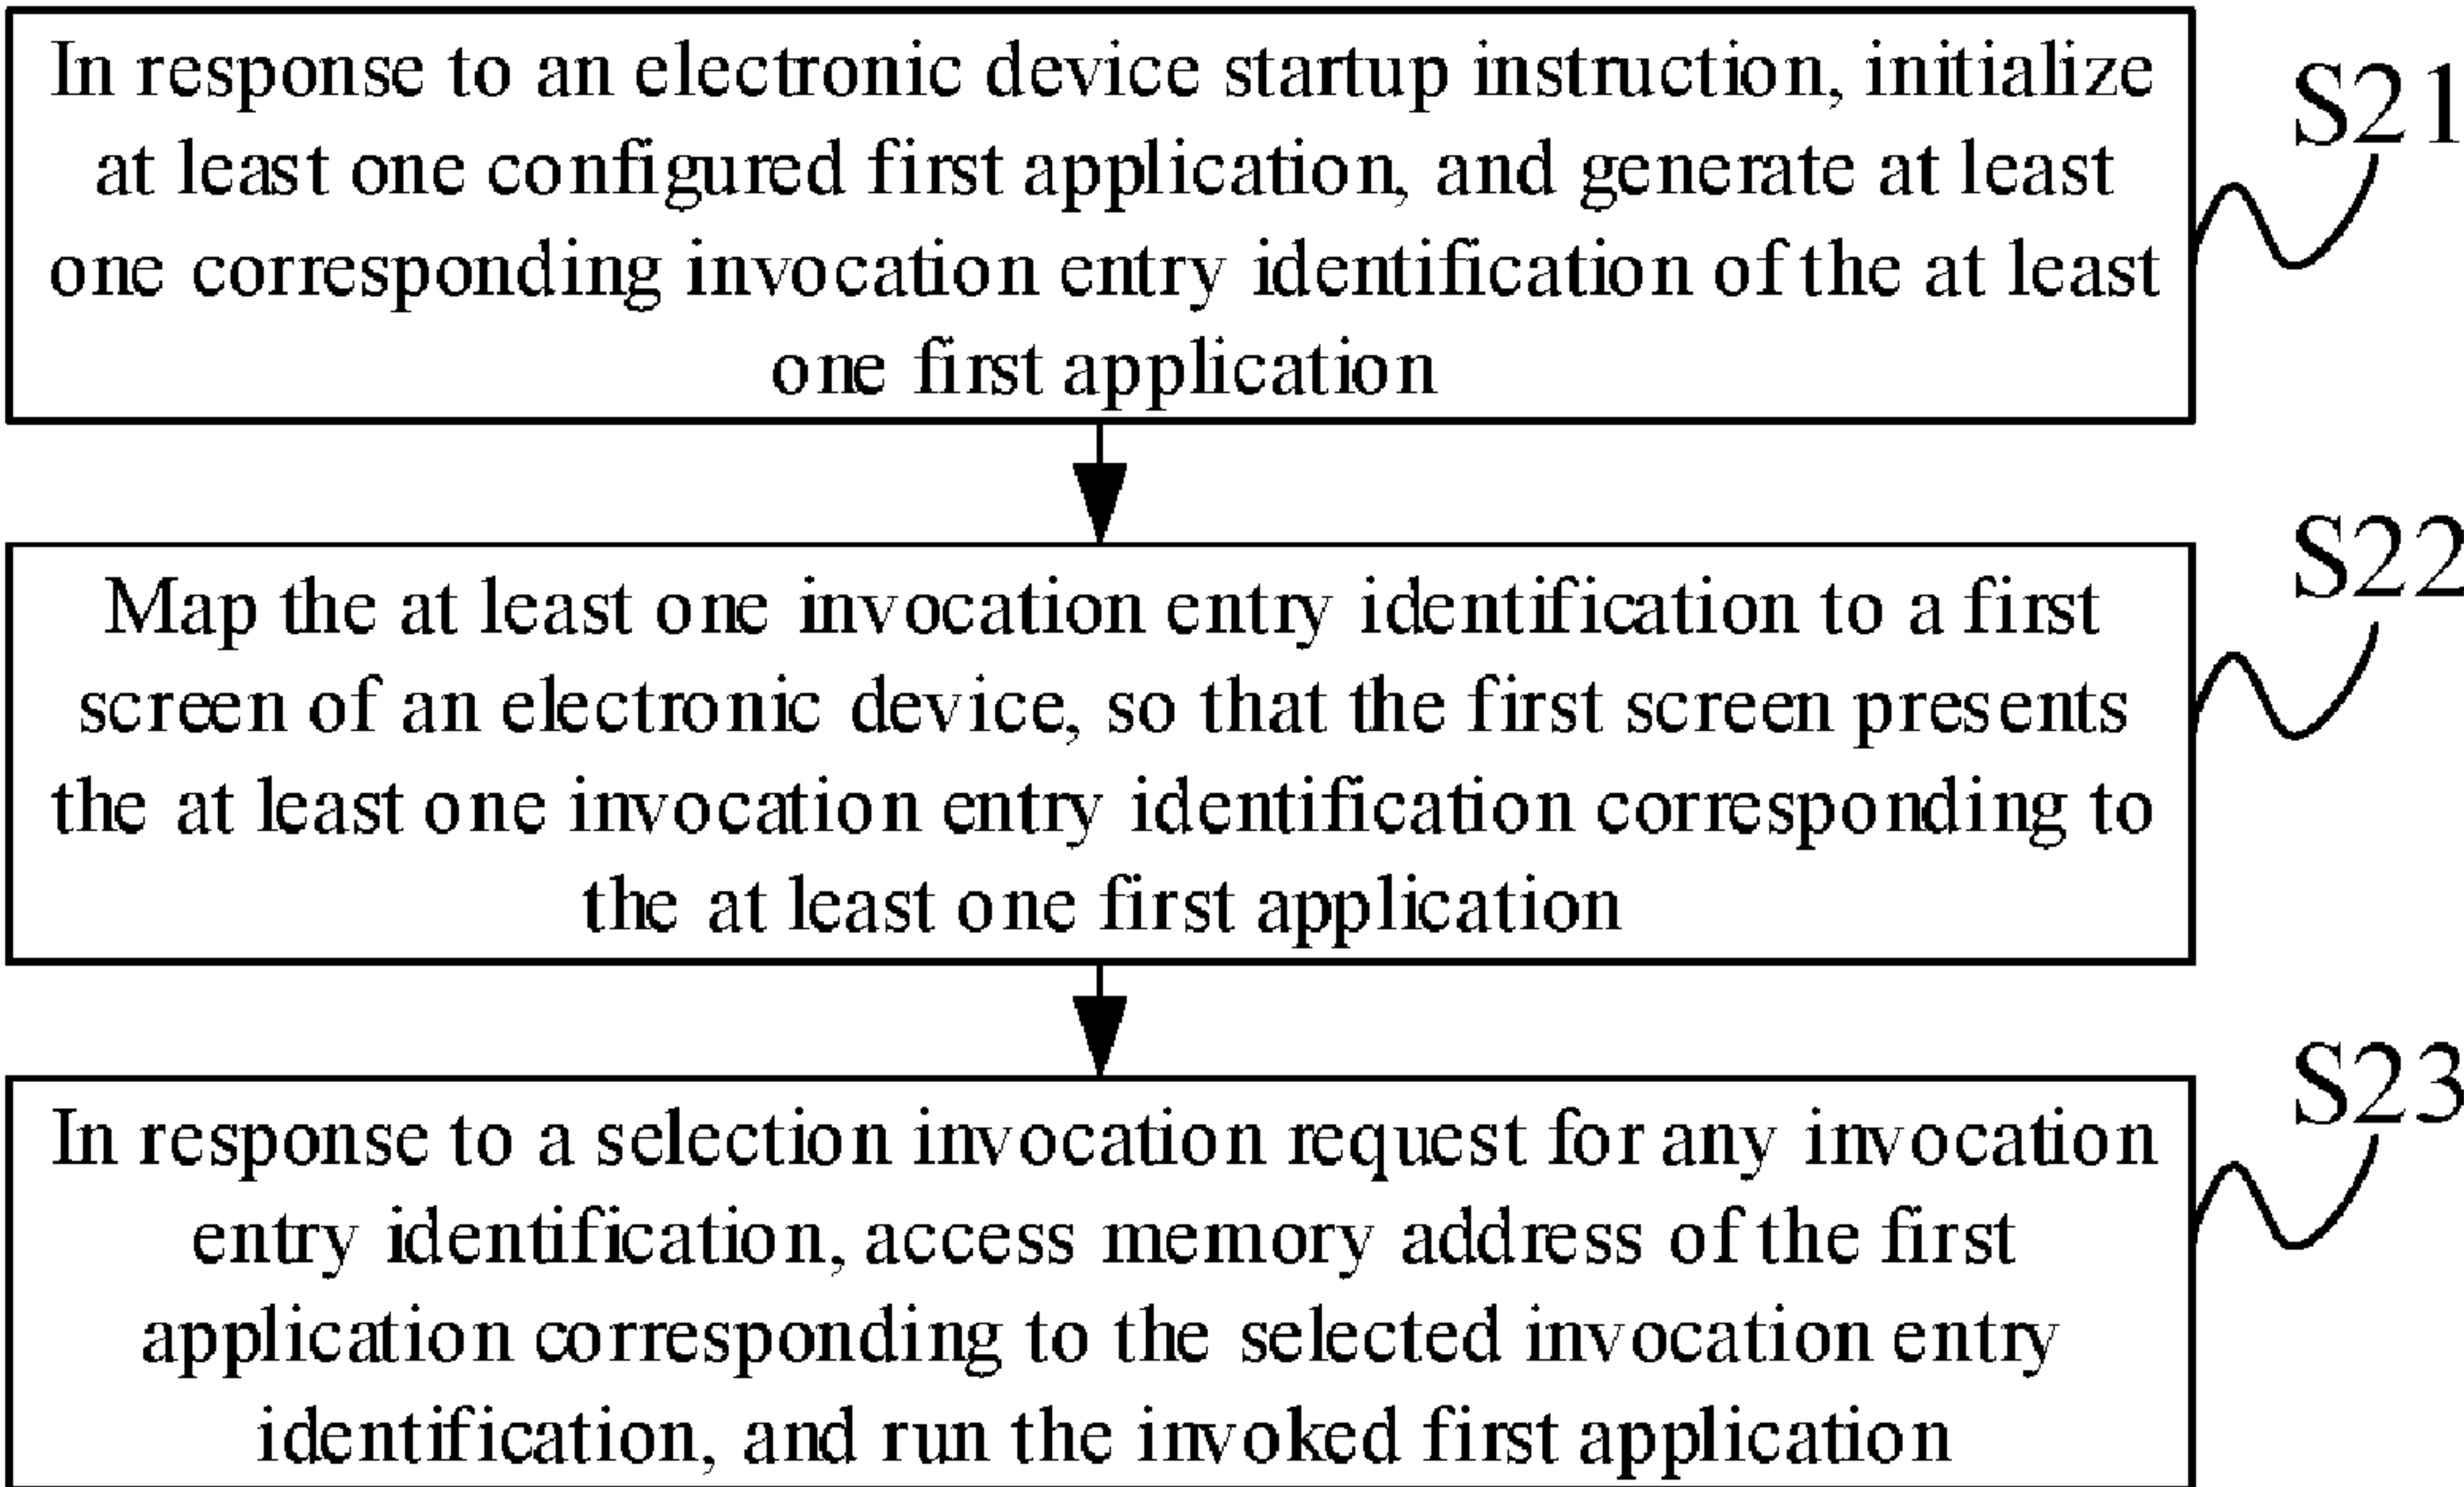 In response to an electronic device startup instruction, initialize
at least one configured first application, and generate at least
one corresponding invocation entry identification of the at least
one first application
S21
Map the at least one invocation entry identification to a first
screen of an electronic device, so that the first screen presents
the at least one invocation entry identification corresponding to
the at least one first application
S22
In response to a selection invocation request for any invocation
entry identification, access memory address of the first
application corresponding to the selected invocation entry
identification, and run the invoked first application
S23